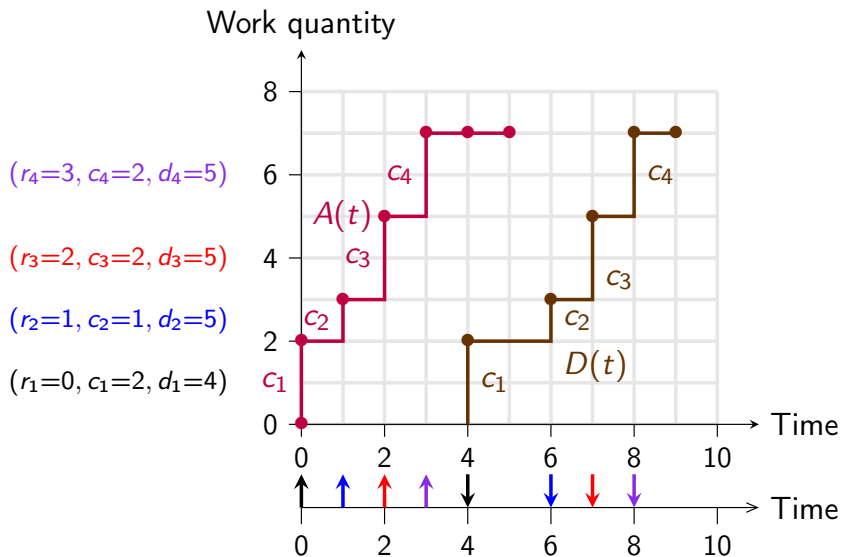 Work quantity
8
(r₄=3, c₄=2, d₄=5)
6
c₄
c₄
A(t)
(r₃=2, c₃=2, d₃=5)
4
c₃
c₃
(r₂=1, c₂=1, d₂=5)
c₂
c₂
2
D(t)
(r₁=0, c₁=2, d₁=4)
c₁
c₁
0
Time
0 2 4 6 8 10
Time
0 2 4 6 8 10